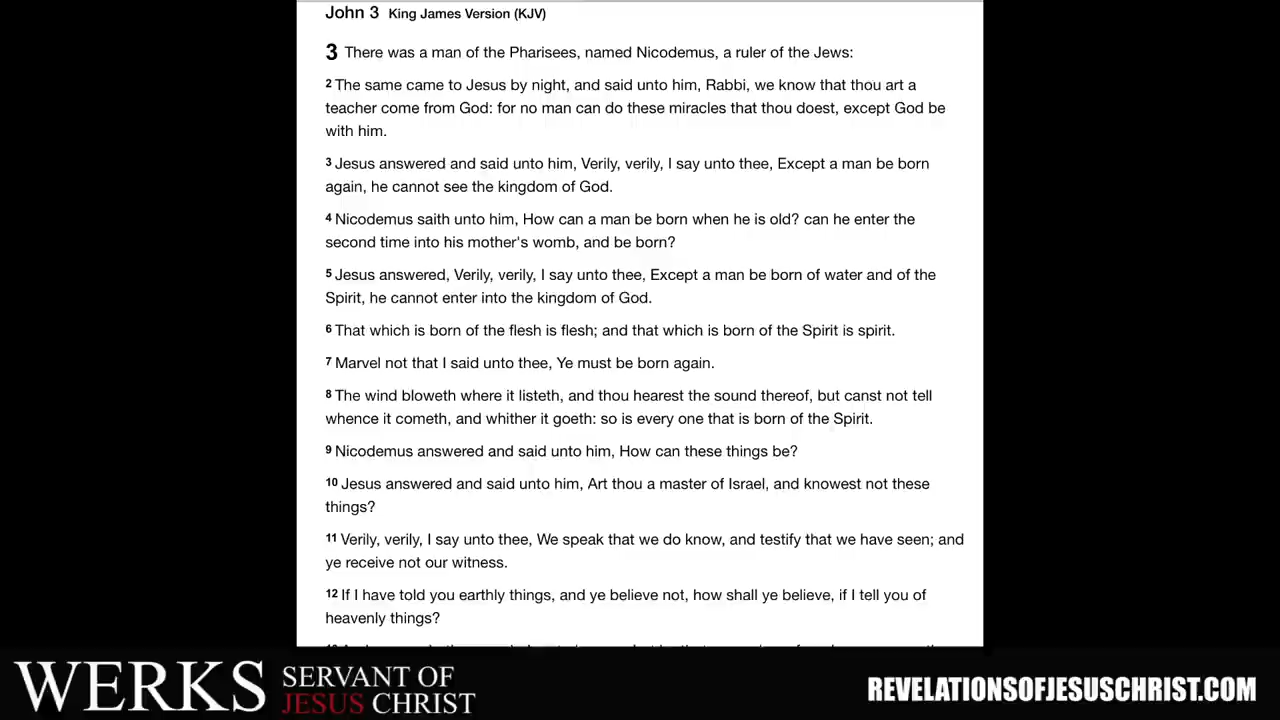 John 3 King James Version (KJV)
3 There was a man of the Pharisees, named Nicodemus, a ruler of the Jews:
2 The same came to Jesus by night, and said unto him, Rabbi, we know that thou art a
teacher come from God: for no man can do these miracles that thou doest, except God be
with him.
3 Jesus answered and said unto him, Verily, verily, I say unto thee, Except a man be born
again, he cannot see the kingdom of God.
4 Nicodemus saith unto him, How can a man be born when he is old? can he enter the
second time into his mother's womb, and be born?
5 Jesus answered, Verily, verily, I say unto thee, Except a man be born of water and of the
Spirit, he cannot enter into the kingdom of God.
6 That which is born of the flesh is flesh; and that which is born of the Spirit is spirit.
7 Marvel not that I said unto thee, Ye must be born again.
8 The wind bloweth where it listeth, and thou hearest the sound thereof, but canst not tell
whence it cometh, and whither it goeth: so is every one that is born of the Spirit.
9 Nicodemus answered and said unto him, How can these things be?
10 Jesus answered and said unto him, Art thou a master of Israel, and knowest not these
things?
11 Verily, verily, I say unto thee, We speak that we do know, and testify that we have seen; and
ye receive not our witness.
12 If I have told you earthly things, and ye believe not, how shall ye believe, if I tell you of
heavenly things?
WERKS SERVANT OF
JESUS CHRIST
REVELATIONSOFJESUSCHRIST.COM